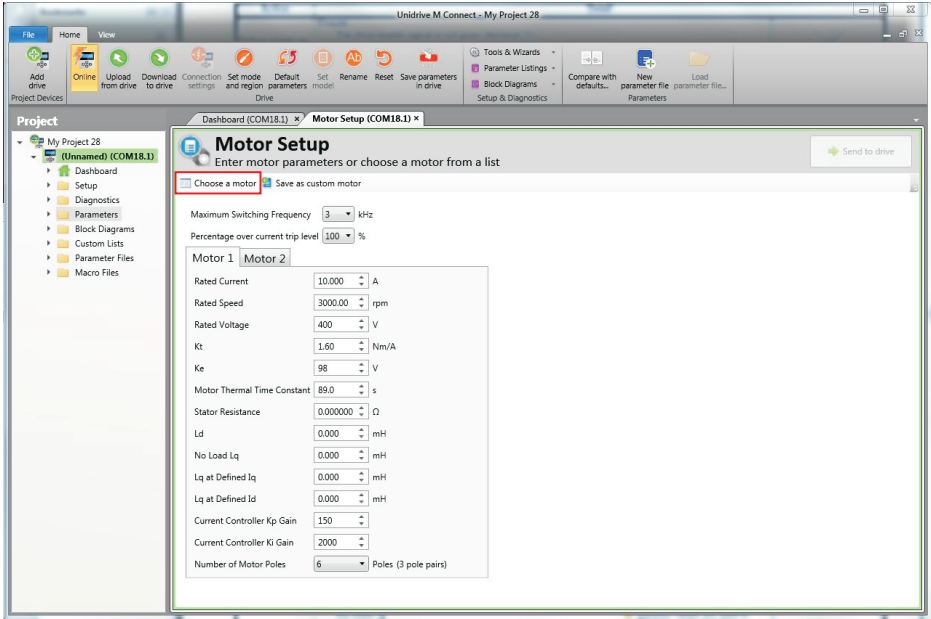 Unidrive M Connect - My Project 28
File Home View
Add drive
Online
Upload from drive
Download to drive
Connection settings
Set mode and region
Default parameters
Set model
Rename
Reset
Save parameters in drive
Tools & Wizards
Parameter Listings
Block Diagrams
Compare with defaults...
New parameter file
Load parameter file...
Project Devices Drive Setup & Diagnostics Parameters
Project
My Project 28
(Unnamed) (COM18.1)
Dashboard
Setup
Diagnostics
Parameters
Block Diagrams
Custom Lists
Parameter Files
Macro Files
Dashboard (COM18.1) × Motor Setup (COM18.1) ×
Motor Setup
Enter motor parameters or choose a motor from a list
Send to drive
Choose a motor Save as custom motor
Maximum Switching Frequency 3 kHz
Percentage over current trip level 100 %
Motor 1 Motor 2
Rated Current 10.000 A
Rated Speed 3000.00 rpm
Rated Voltage 400 V
Kt 1.60 Nm/A
Ke 98 V
Motor Thermal Time Constant 89.0 s
Stator Resistance 0.000000 Ω
Ld 0.000 mH
No Load Lq 0.000 mH
Lq at Defined Iq 0.000 mH
Lq at Defined Id 0.000 mH
Current Controller Kp Gain 150
Current Controller Ki Gain 2000
Number of Motor Poles 6 Poles (3 pole pairs)